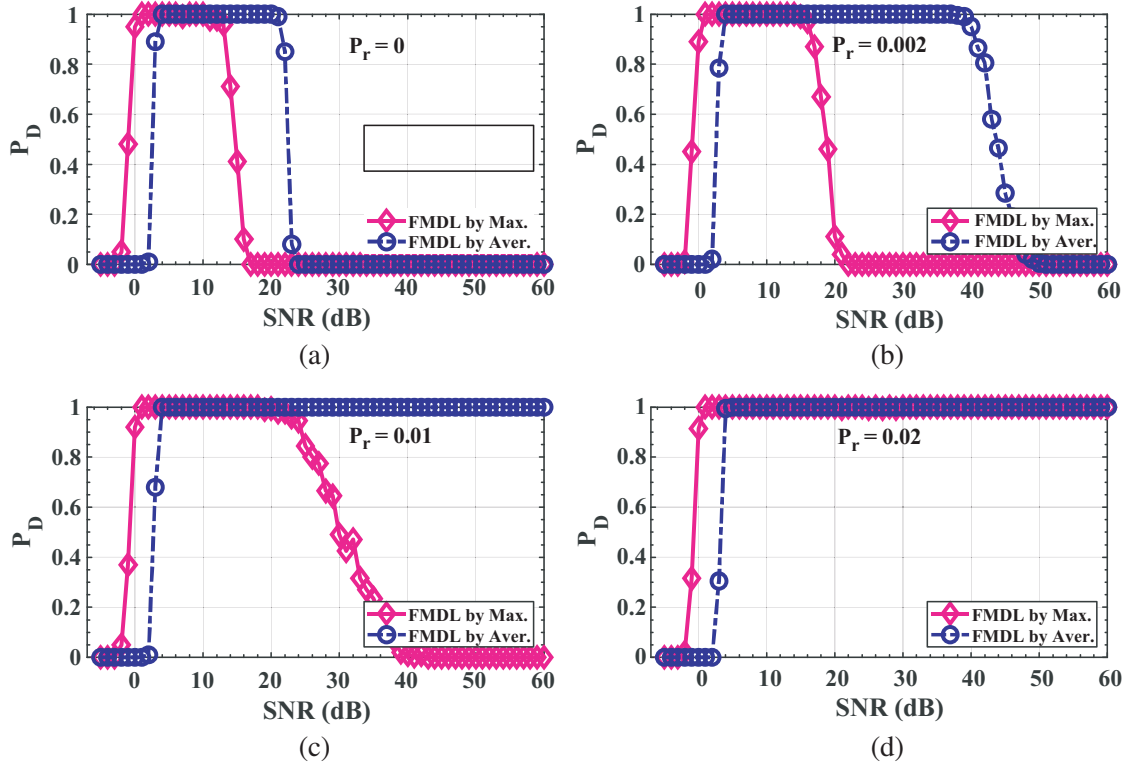 1
0.8
0.6
0.4
0.2
0
P_D
P_r = 0
FMDL by Max.
FMDL by Aver.
0 10 20 30 40 50 60
SNR (dB)
(a)
1
0.8
0.6
0.4
0.2
0
P_D
P_r = 0.002
FMDL by Max.
FMDL by Aver.
0 10 20 30 40 50 60
SNR (dB)
(b)
1
0.8
0.6
0.4
0.2
0
P_D
P_r = 0.01
FMDL by Max.
FMDL by Aver.
0 10 20 30 40 50 60
SNR (dB)
(c)
1
0.8
0.6
0.4
0.2
0
P_D
P_r = 0.02
FMDL by Max.
FMDL by Aver.
0 10 20 30 40 50 60
SNR (dB)
(d)